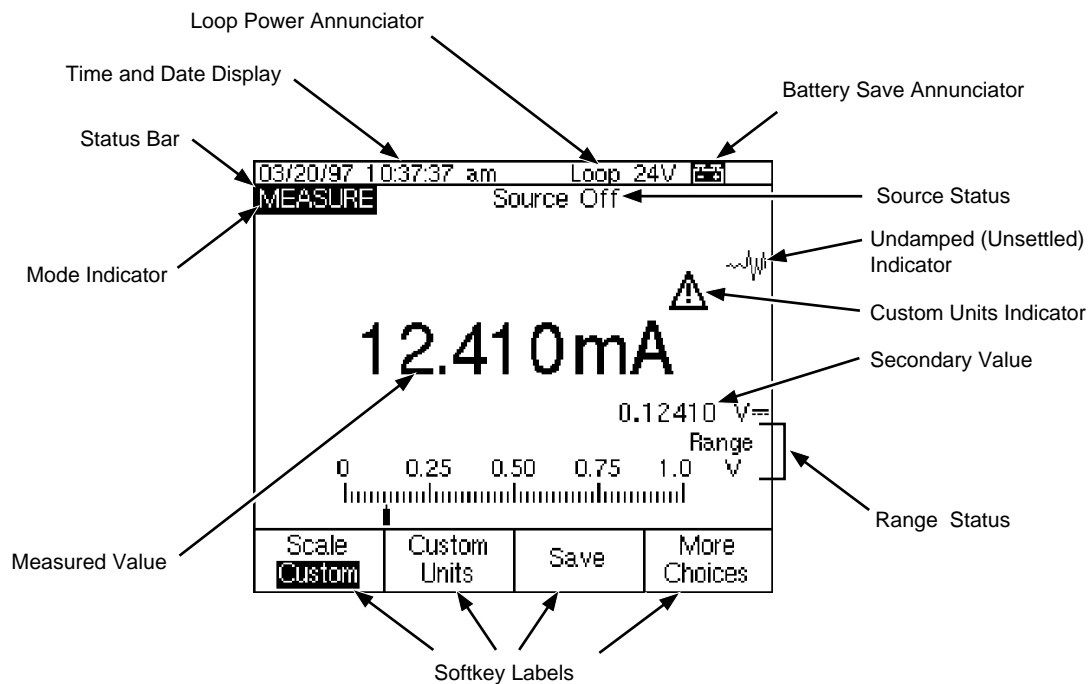 Loop Power Annunciator
Time and Date Display
Battery Save Annunciator
Status Bar
03/20/97 10:37:37 am Loop 24V
MEASURE Source Off
Source Status
Undamped (Unsettled)
Indicator
Mode Indicator
Custom Units Indicator
12.410mA
Secondary Value
0.12410 V
Range
0 0.25 0.50 0.75 1.0 V
Range Status
Measured Value
Scale
Custom
Custom
Units
Save
More
Choices
Softkey Labels